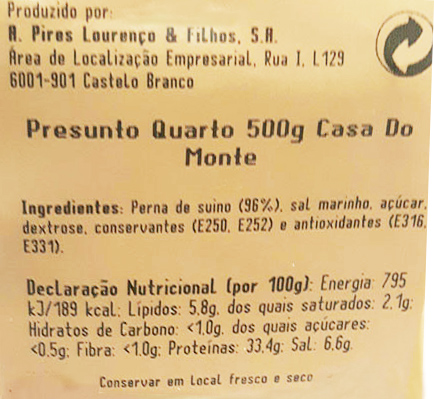 Produzido por:
A. Pires Lourenço & Filhos, S.A.
Área de Localização Empresarial, Rua I, L129
6001-901 Castelo Branco
Presunto Quarto 500g Casa Do
Monte
Ingredientes: Perna de suino (96%), sal marinho, açúcar,
dextrose, conservantes (E250, E252) e antioxidantes (E316,
E331).
Declaração Nutricional (por 100g): Energia: 795
kJ/189 kcal; Lípidos: 5,8g, dos quais saturados: 2,1g;
Hidratos de Carbono: <1,0g, dos quais açúcares:
<0,5g; Fibra: <1,0g; Proteínas: 33,4g; Sal: 6,6g.
Conservar em local fresco e seco